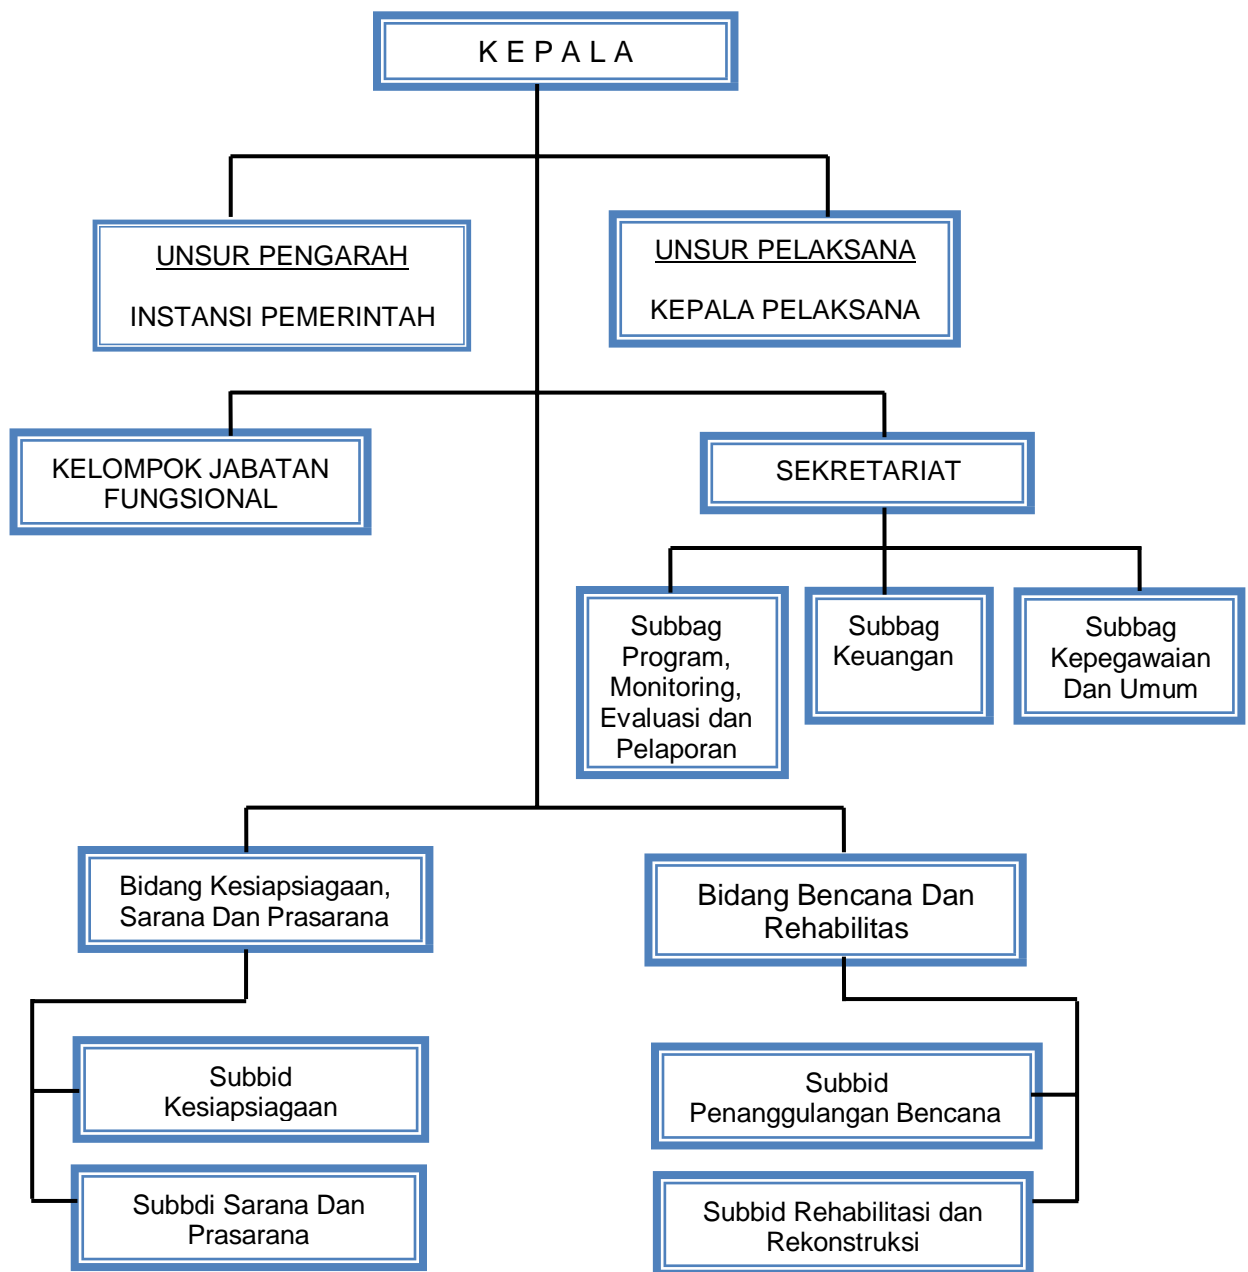 K E P A L A
UNSUR PENGARAH
INSTANSI PEMERINTAH
UNSUR PELAKSANA
KEPALA PELAKSANA
KELOMPOK JABATAN
FUNGSIONAL
SEKRETARIAT
Subbag
Program,
Monitoring,
Evaluasi dan
Pelaporan
Subbag
Keuangan
Subbag
Kepegawaian
Dan Umum
Bidang Kesiapsiagaan,
Sarana Dan Prasarana
Bidang Bencana Dan
Rehabilitas
Subbid
Kesiapsiagaan
Subbid
Penanggulangan Bencana
Subbdi Sarana Dan
Prasarana
Subbid Rehabilitasi dan
Rekonstruksi